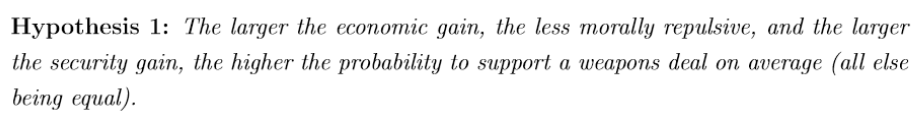 Hypothesis 1: The larger the economic gain, the less morally repulsive, and the larger
the security gain, the higher the probability to support a weapons deal on average (all else
being equal).